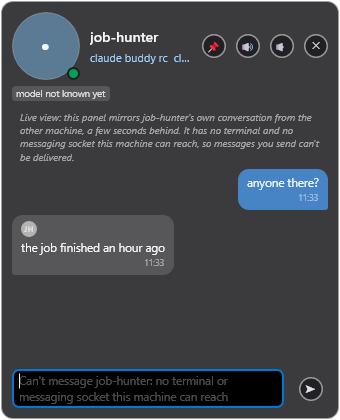 job-hunter
claude buddy rc cl...
model not known yet
Live view: this panel mirrors job-hunter's own conversation from the
other machine, a few seconds behind. It has no terminal and no
messaging socket this machine can reach, so messages you send can't
be delivered.
anyone there?
11:33
JH
the job finished an hour ago
11:33
Can't message job-hunter: no terminal or
messaging socket this machine can reach